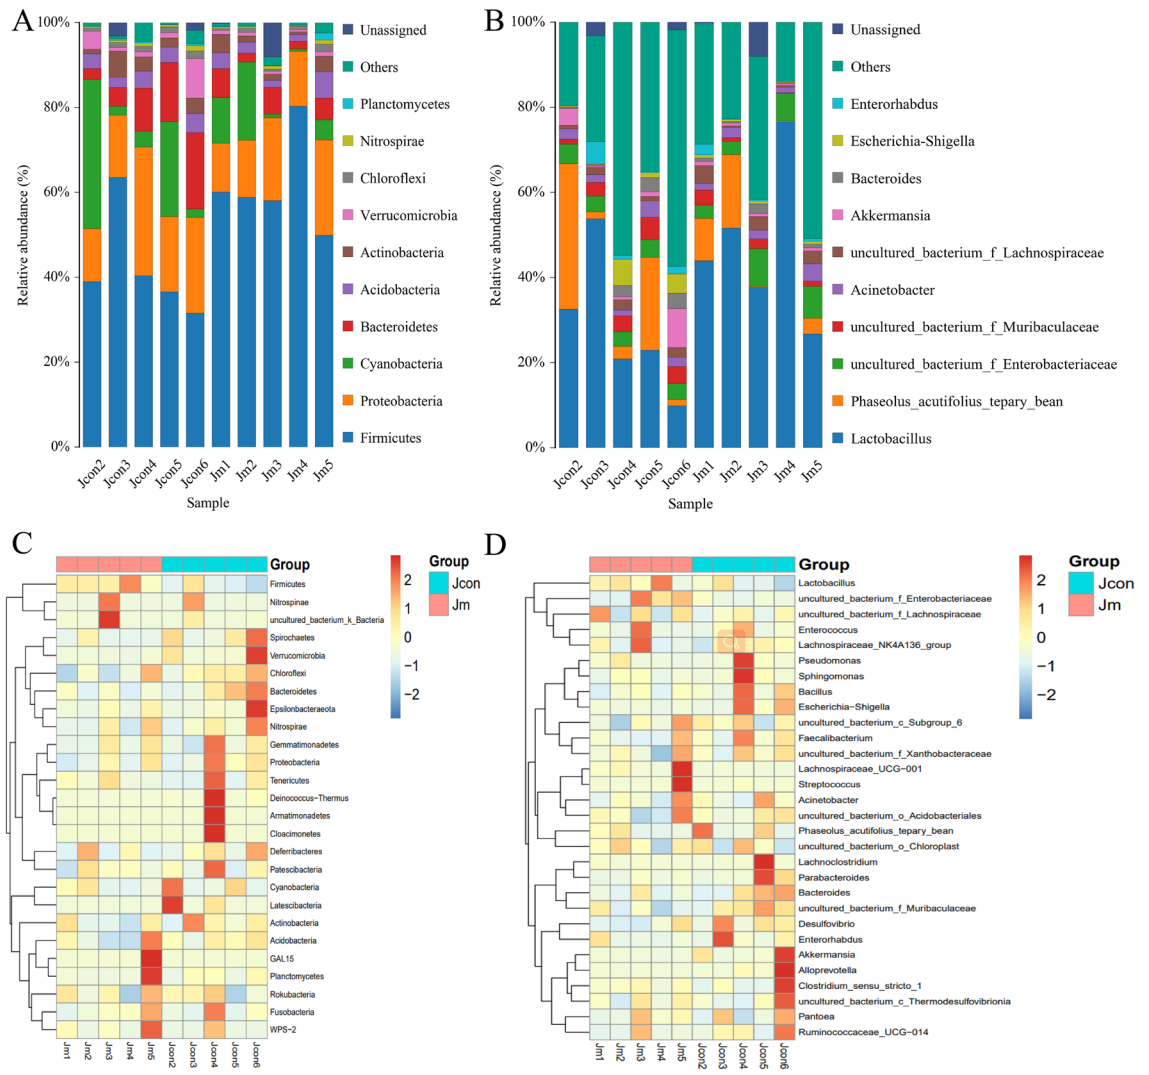 A
100%
80%
60%
40%
20%
0%
Relative abundance (%)
Jcon2
Jcon3
Jcon4
Jcon5
Jcon6
Jm1
Jm2
Jm3
Jm4
Jm5
Sample
Unassigned
Others
Planctomycetes
Nitrospirae
Chloroflexi
Verrucomicrobia
Actinobacteria
Acidobacteria
Bacteroidetes
Cyanobacteria
Proteobacteria
Firmicutes
B
100%
80%
60%
40%
20%
0%
Relative abundance (%)
Jcon2
Jcon3
Jcon4
Jcon5
Jcon6
Jm1
Jm2
Jm3
Jm4
Jm5
Sample
Unassigned
Others
Enterorhabdus
Escherichia-Shigella
Bacteroides
Akkermansia
uncultured_bacterium_f_Lachnospiraceae
Acinetobacter
uncultured_bacterium_f_Muribaculaceae
uncultured_bacterium_f_Enterobacteriaceae
Phaseolus_acutifolius_tepary_bean
Lactobacillus
C
Group
Firmicutes
Nitrospinae
uncultured_bacterium_k_Bacteria
Spirochaetes
Verrucomicrobia
Chloroflexi
Bacteroidetes
Epsilonbacteraeota
Nitrospirae
Gemmatimonadetes
Proteobacteria
Tenericutes
Deinococcus-Thermus
Armatimonadetes
Cloacimonetes
Deferribacteres
Patescibacteria
Cyanobacteria
Latescibacteria
Actinobacteria
Acidobacteria
GAL15
Planctomycetes
Rokubacteria
Fusobacteria
WPS-2
Jm1
Jm2
Jm3
Jm4
Jm5
Jcon2
Jcon3
Jcon4
Jcon5
Jcon6
2
1
0
−1
−2
Group
Jcon
Jm
D
Group
Lactobacillus
uncultured_bacterium_f_Enterobacteriaceae
uncultured_bacterium_f_Lachnospiraceae
Enterococcus
Lachnospiraceae_NK4A136_group
Pseudomonas
Sphingomonas
Bacillus
Escherichia-Shigella
uncultured_bacterium_c_Subgroup_6
Faecalibacterium
uncultured_bacterium_f_Xanthobacteraceae
Lachnospiraceae_UCG-001
Streptococcus
Acinetobacter
uncultured_bacterium_o_Acidobacteriales
Phaseolus_acutifolius_tepary_bean
uncultured_bacterium_o_Chloroplast
Lachnoclostridium
Parabacteroides
Bacteroides
uncultured_bacterium_f_Muribaculaceae
Desulfovibrio
Enterorhabdus
Akkermansia
Alloprevotella
Clostridium_sensu_stricto_1
uncultured_bacterium_c_Thermodesulfovibrionia
Pantoea
Ruminococcaceae_UCG-014
Jm1
Jm2
Jm3
Jm4
Jm5
Jcon2
Jcon3
Jcon4
Jcon5
Jcon6
2
1
0
−1
−2
Group
Jcon
Jm